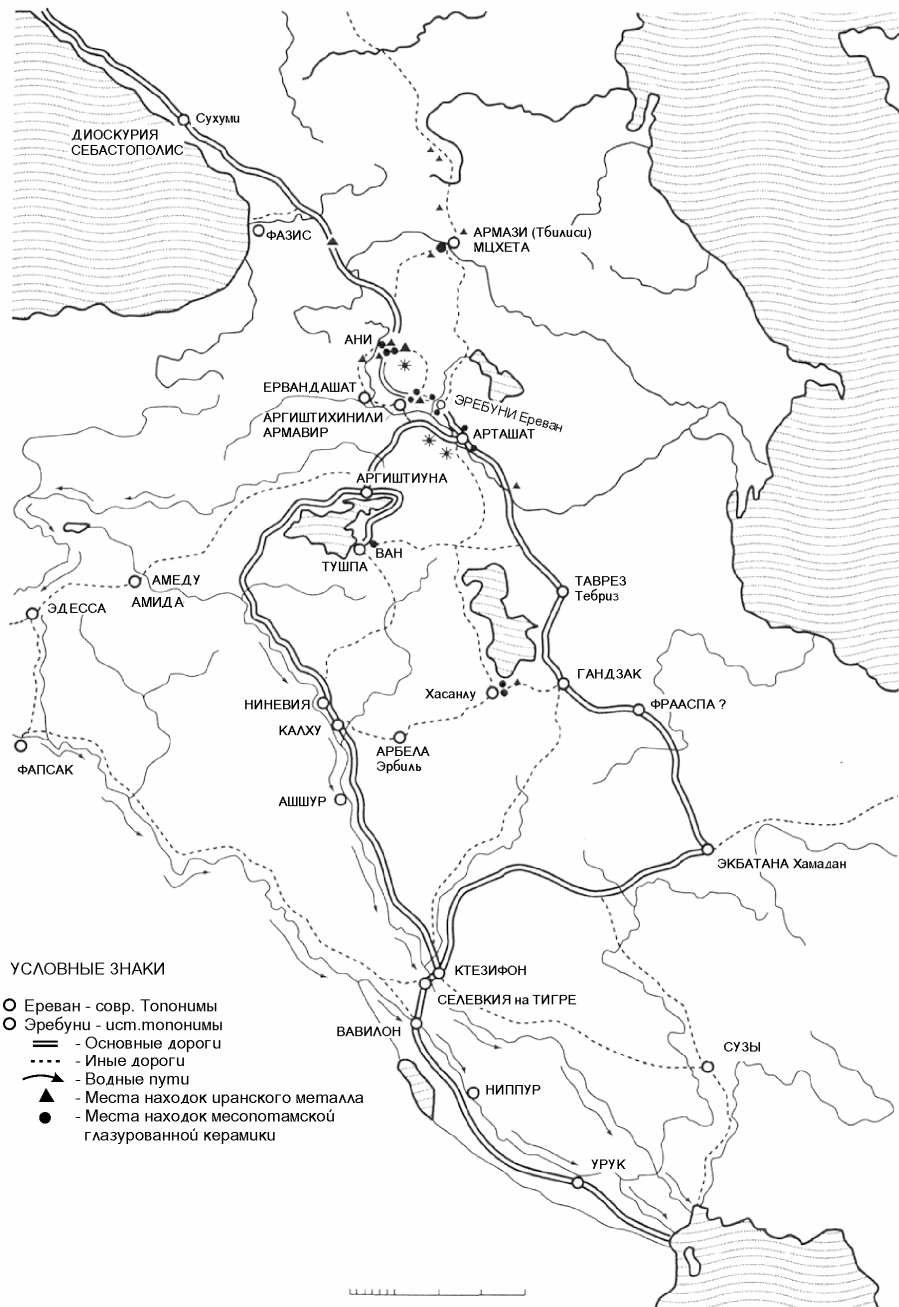 Сухуми
ДИОСКУРИЯ
СЕБАСТОПОЛИС
ФАЗИС
АРМАЗИ (Тбилиси)
МЦХЕТА
АНИ
ЕРВАНДАШАТ
АРГИШТИХИНИЛИ
АРМАВИР
ЭРЕБУНИ Ереван
АРТАШАТ
АРГИШТИУНА
ВАН
ТУШПА
АМЕДУ
АМИДА
ЭДЕССА
ТАВРЕЗ
Тебриз
ГАНДЗАК
ФРААСПА ?
Хасанлу
НИНЕВИЯ
КАЛХУ
АРБЕЛА
Эрбиль
ФАПСАК
АШШУР
ЭКБАТАНА Хамадан
КТЕЗИФОН
СЕЛЕВКИЯ на ТИГРЕ
ВАВИЛОН
СУЗЫ
НИППУР
УРУК
УСЛОВНЫЕ ЗНАКИ
Ереван - совр. Топонимы
Эребуни - ист.топонимы
- Основные дороги
- Иные дороги
- Водные пути
- Места находок иранского металла
- Места находок месопотамской
глазурованной керамики